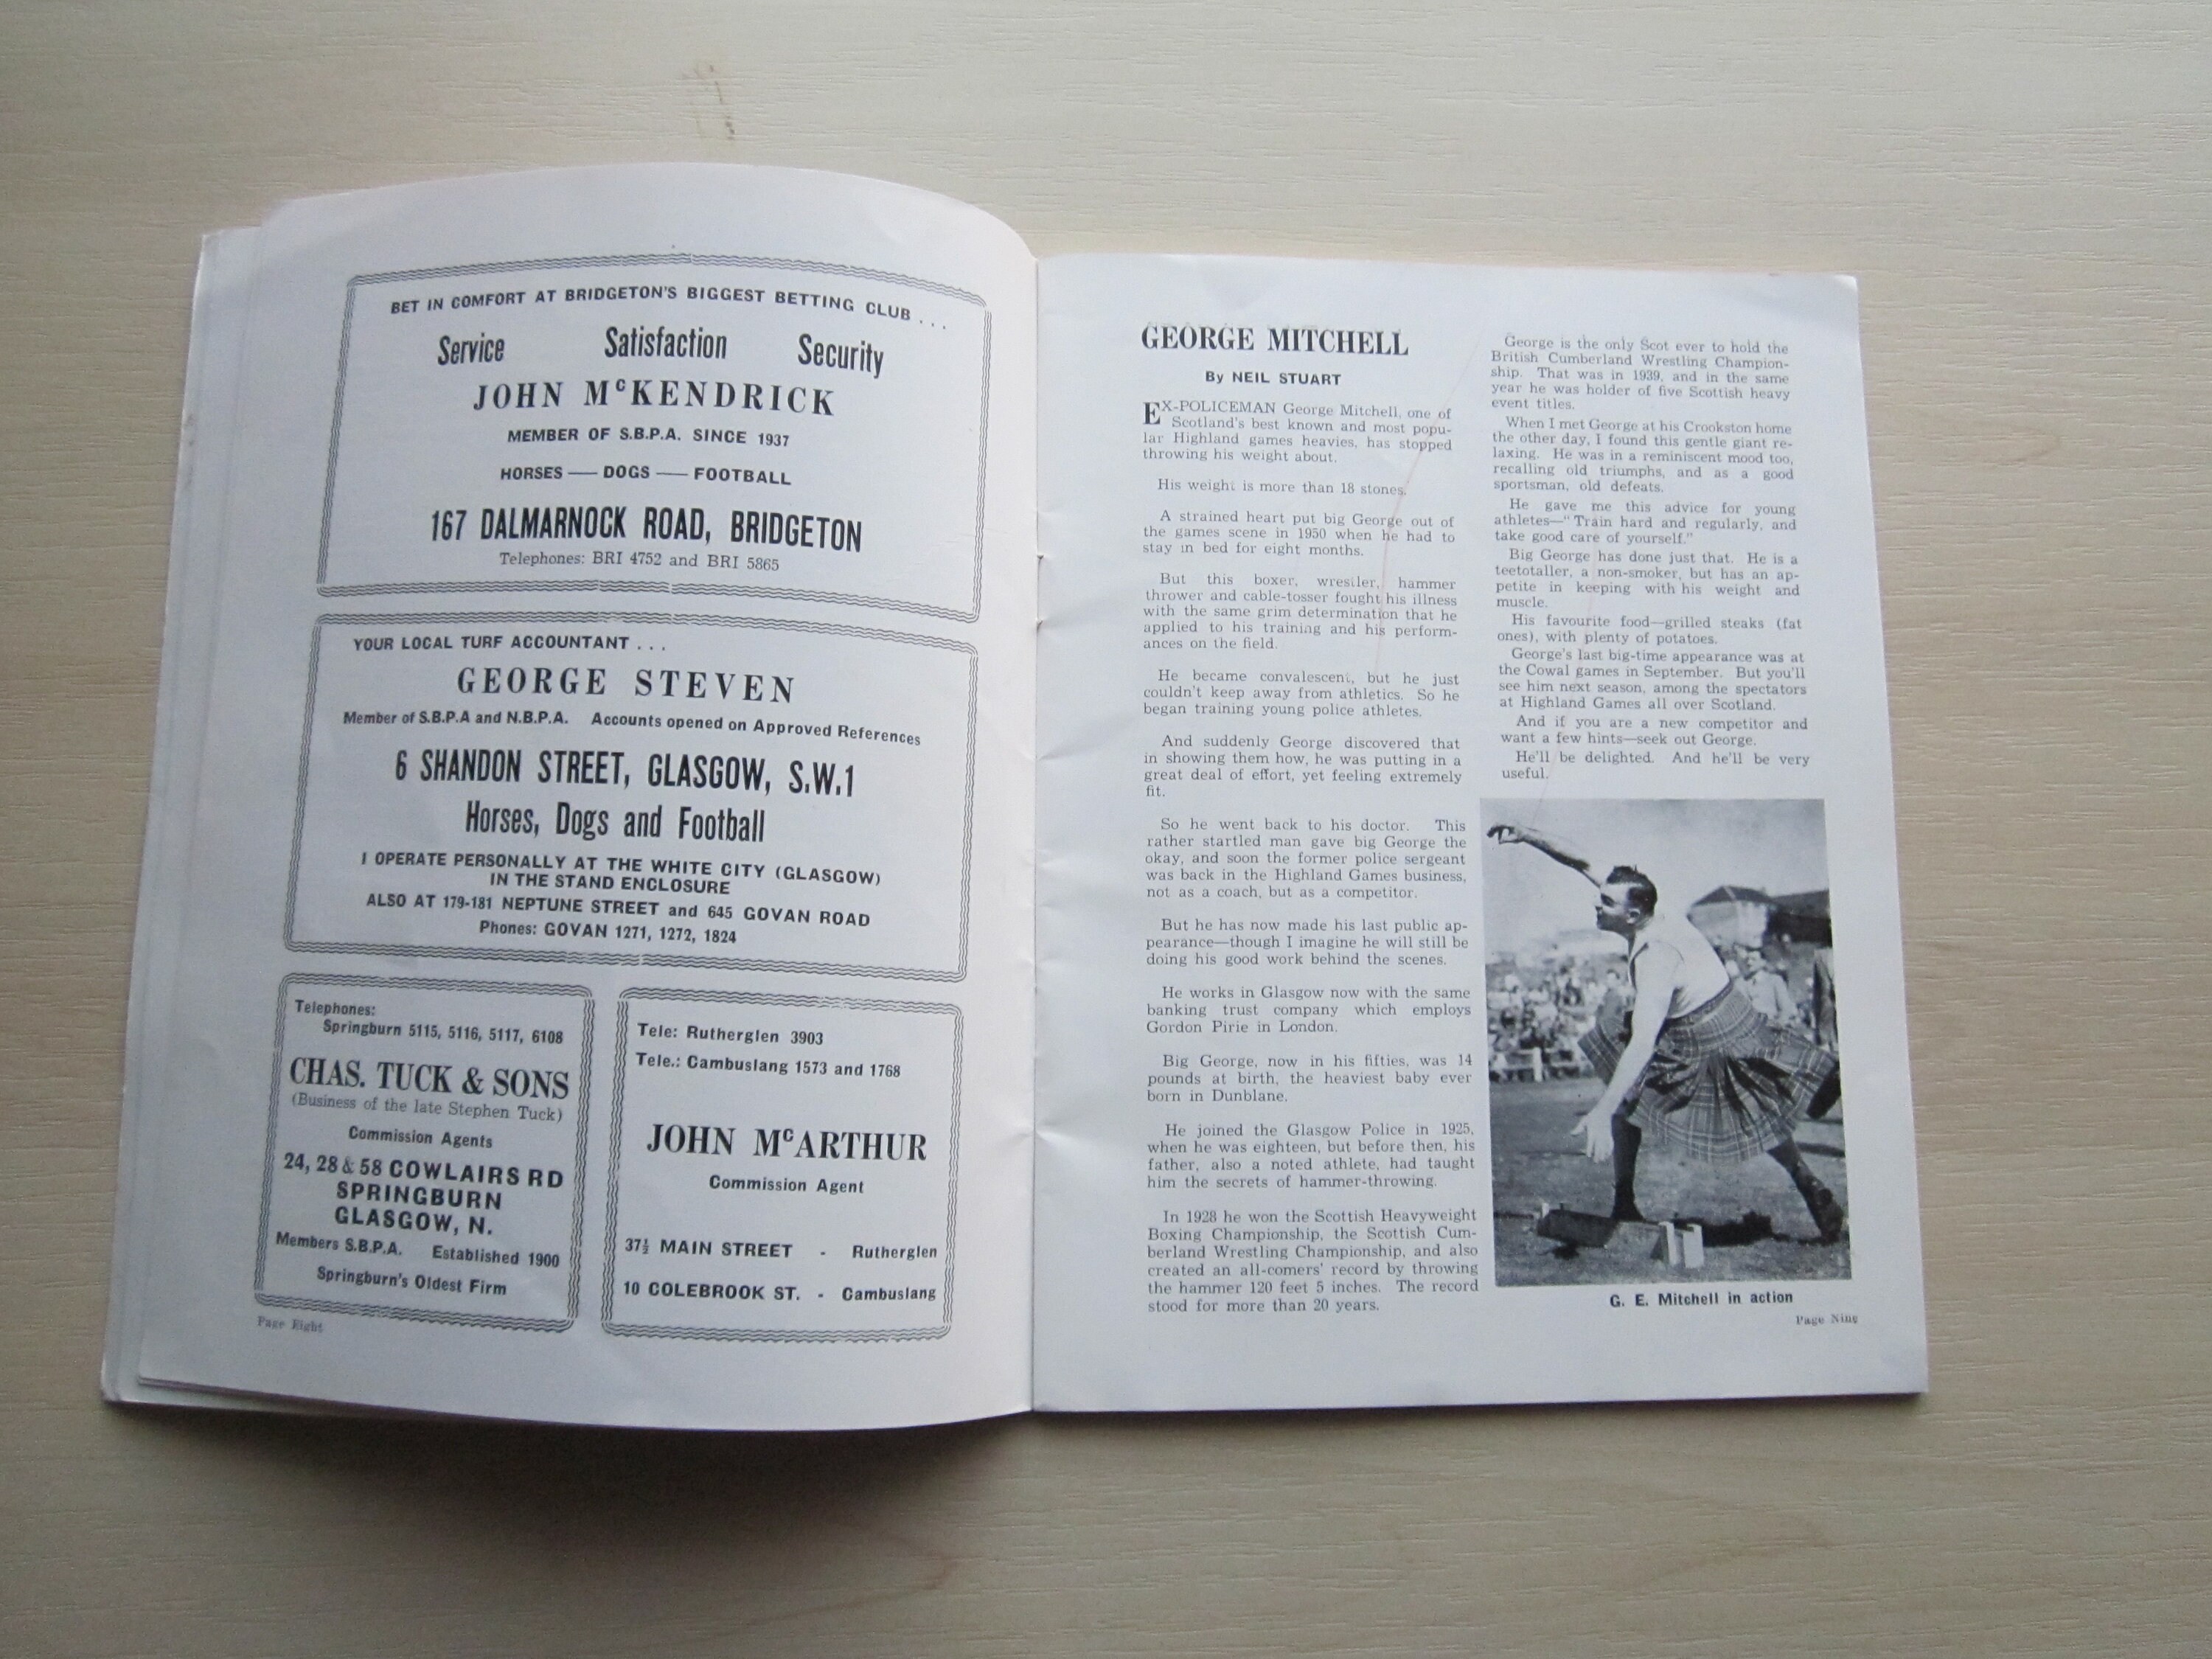 BET IN COMFORT AT BRIDGETON'S BIGGEST BETTING CLUB . . .
Service Satisfaction Security
JOHN McKENDRICK
MEMBER OF S.B.P.A. SINCE 1937
HORSES — DOGS — FOOTBALL
167 DALMARNOCK ROAD, BRIDGETON
Telephones: BRI 4752 and BRI 5865
YOUR LOCAL TURF ACCOUNTANT . . .
GEORGE STEVEN
Member of S.B.P.A and N.B.P.A. Accounts opened on Approved References
6 SHANDON STREET, GLASGOW, S.W.1
Horses, Dogs and Football
I OPERATE PERSONALLY AT THE WHITE CITY (GLASGOW)
IN THE STAND ENCLOSURE
ALSO AT 179-181 NEPTUNE STREET and 645 GOVAN ROAD
Phones: GOVAN 1271, 1272, 1824
Telephones:
Springburn 5115, 5116, 5117, 6108
CHAS. TUCK & SONS
(Business of the late Stephen Tuck)
Commission Agents
24, 28 & 58 COWLAIRS RD
SPRINGBURN
GLASGOW, N.
Members S.B.P.A. Established 1900
Springburn's Oldest Firm
Tele: Rutherglen 3903
Tele.: Cambuslang 1573 and 1768
JOHN McARTHUR
Commission Agent
37½ MAIN STREET - Rutherglen
10 COLEBROOK ST. - Cambuslang
Page Eight
GEORGE MITCHELL
By NEIL STUART
EX-POLICEMAN George Mitchell, one of
Scotland's best known and most popu-
lar Highland games heavies, has stopped
throwing his weight about.
His weight is more than 18 stones.
A strained heart put big George out of
the games scene in 1950 when he had to
stay in bed for eight months.
But this boxer, wrestler, hammer
thrower and cable-tosser fought his illness
with the same grim determination that he
applied to his training and his perform-
ances on the field.
He became convalescent, but he just
couldn't keep away from athletics. So he
began training young police athletes.
And suddenly George discovered that
in showing them how, he was putting in a
great deal of effort, yet feeling extremely
fit.
So he went back to his doctor. This
rather startled man gave big George the
okay, and soon the former police sergeant
was back in the Highland Games business,
not as a coach, but as a competitor.
But he has now made his last public ap-
pearance—though I imagine he will still be
doing his good work behind the scenes.
He works in Glasgow now with the same
banking trust company which employs
Gordon Pirie in London.
Big George, now in his fifties, was 14
pounds at birth, the heaviest baby ever
born in Dunblane.
He joined the Glasgow Police in 1925,
when he was eighteen, but before then, his
father, also a noted athlete, had taught
him the secrets of hammer-throwing.
In 1928 he won the Scottish Heavyweight
Boxing Championship, the Scottish Cum-
berland Wrestling Championship, and also
created an all-comers' record by throwing
the hammer 120 feet 5 inches. The record
stood for more than 20 years.
George is the only Scot ever to hold the
British Cumberland Wrestling Champion-
ship. That was in 1939, and in the same
year he was holder of five Scottish heavy
event titles.
When I met George at his Crookston home
the other day, I found this gentle giant re-
laxing. He was in a reminiscent mood too,
recalling old triumphs, and as a good
sportsman, old defeats.
He gave me this advice for young
athletes—"Train hard and regularly, and
take good care of yourself."
Big George has done just that. He is a
teetotaller, a non-smoker, but has an ap-
petite in keeping with his weight and
muscle.
His favourite food—grilled steaks (fat
ones), with plenty of potatoes.
George's last big-time appearance was at
the Cowal games in September. But you'll
see him next season, among the spectators
at Highland Games all over Scotland.
And if you are a new competitor and
want a few hints—seek out George.
He'll be delighted. And he'll be very
useful.
G. E. Mitchell in action
Page Nine